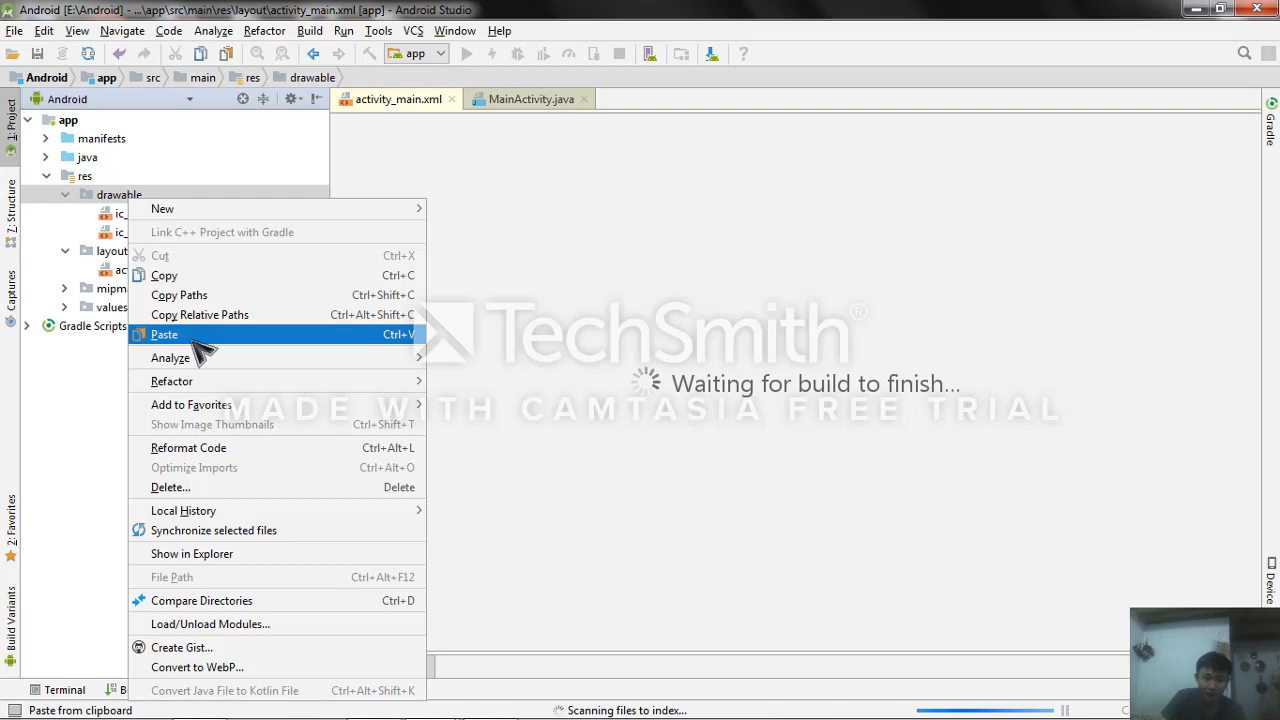 Android [E:\Android] - ...\app\src\main\res\layout\activity_main.xml [app] - Android Studio
File Edit View Navigate Code Analyze Refactor Build Run Tools VCS Window Help
app
Android app src main res drawable
Android
activity_main.xml MainActivity.java
1: Project
Z: Structure
Captures
2: Favorites
Build Variants
Gradle
Device
app
manifests
java
res
drawable
ic_
ic_
layout
ac
mipm
values
Gradle Scripts
New
Link C++ Project with Gradle
Cut Ctrl+X
Copy Ctrl+C
Copy Paths Ctrl+Shift+C
Copy Relative Paths Ctrl+Alt+Shift+C
Paste Ctrl+V
Analyze
Refactor
Add to Favorites
Show Image Thumbnails Ctrl+Shift+T
Reformat Code Ctrl+Alt+L
Optimize Imports Ctrl+Alt+O
Delete... Delete
Local History
Synchronize selected files
Show in Explorer
File Path Ctrl+Alt+F12
Compare Directories Ctrl+D
Load/Unload Modules...
Create Gist...
Convert to WebP...
Convert Java File to Kotlin File Ctrl+Alt+Shift+K
TechSmith®
Waiting for build to finish...
MADE WITH CAMTASIA FREE TRIAL
Terminal B
Paste from clipboard Scanning files to index... C